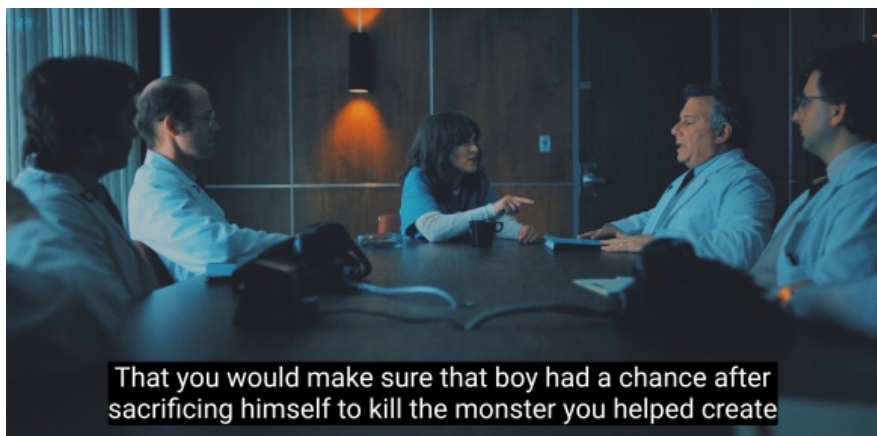 That you would make sure that boy had a chance after
sacrificing himself to kill the monster you helped create